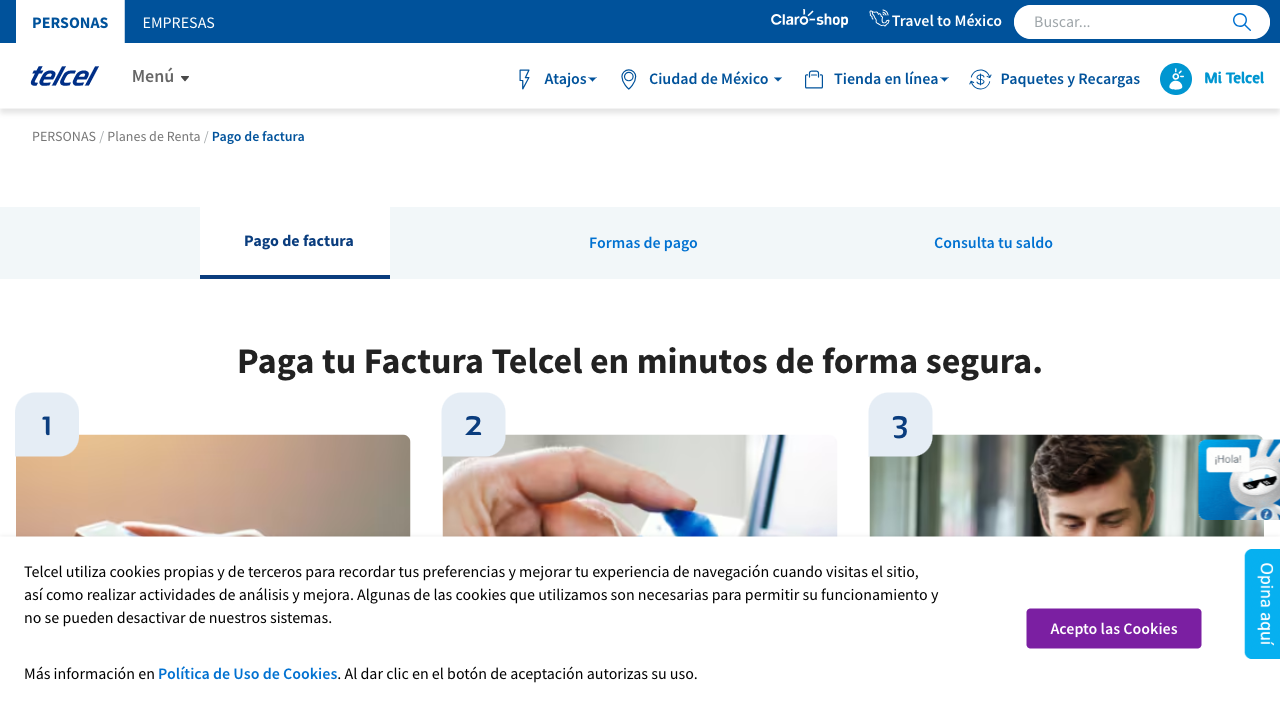 PERSONAS EMPRESAS Claro-shop Travel to México Buscar...
telcel Menú Atajos Ciudad de México Tienda en línea Paquetes y Recargas Mi Telcel
PERSONAS / Planes de Renta / Pago de factura
Pago de factura Formas de pago Consulta tu saldo
Paga tu Factura Telcel en minutos de forma segura.
1 2 3
¡Hola!
Telcel utiliza cookies propias y de terceros para recordar tus preferencias y mejorar tu experiencia de navegación cuando visitas el sitio,
así como realizar actividades de análisis y mejora. Algunas de las cookies que utilizamos son necesarias para permitir su funcionamiento y
no se pueden desactivar de nuestros sistemas.
Acepto las Cookies
Opina aquí
Más información en Política de Uso de Cookies. Al dar clic en el botón de aceptación autorizas su uso.